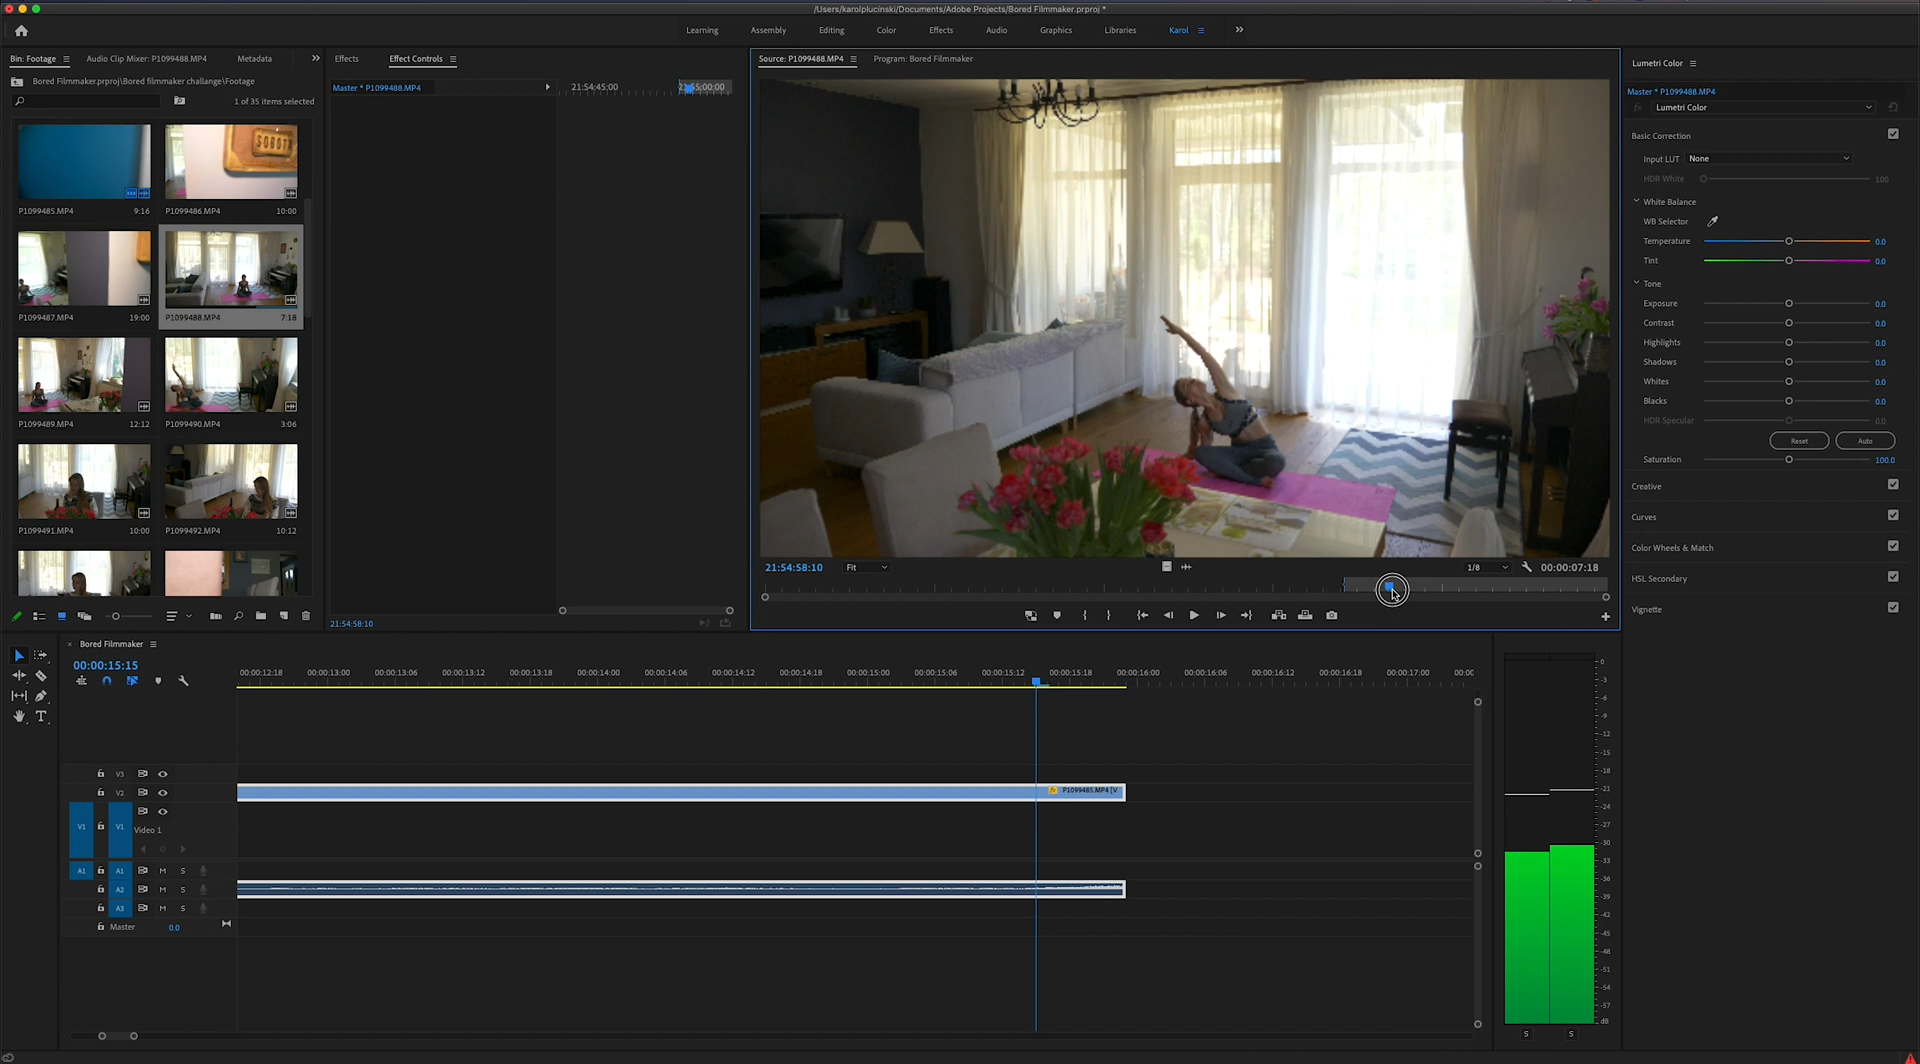 /Users/karolplucinski/Documents/Adobe Projects/Bored Filmmaker.prproj *
Learning Assembly Editing Color Effects Audio Graphics Libraries Karol
Bin: Footage Audio Clip Mixer: P1099488.MP4 Metadata
Bored Filmmaker.prproj\Bored filmmaker challange\Footage
1 of 35 items selected
SOBOTA
P1099485.MP4 9:16 P1099486.MP4 10:00
P1099487.MP4 19:00 P1099488.MP4 7:18
P1099489.MP4 12:12 P1099490.MP4 3:06
P1099491.MP4 10:00 P1099492.MP4 10:12
Effects Effect Controls
Master * P1099488.MP4 21:54:45:00 21:55:00:00
21:54:58:10
Source: P1099488.MP4 Program: Bored Filmmaker
21:54:58:10 Fit 1/8 00:00:07:18
Lumetri Color
Master * P1099488.MP4
fx Lumetri Color
Basic Correction
Input LUT None
HDR White 100
White Balance
WB Selector
Temperature 0.0
Tint 0.0
Tone
Exposure 0.0
Contrast 0.0
Highlights 0.0
Shadows 0.0
Whites 0.0
Blacks 0.0
HDR Specular 0.0
Reset Auto
Saturation 100.0
Creative
Curves
Color Wheels & Match
HSL Secondary
Vignette
× Bored Filmmaker
00:00:15:15
00:00:12:18 00:00:13:00 00:00:13:06 00:00:13:12 00:00:13:18 00:00:14:00 00:00:14:06 00:00:14:12 00:00:14:18 00:00:15:00 00:00:15:06 00:00:15:12 00:00:15:18 00:00:16:00 00:00:16:06 00:00:16:12 00:00:16:18 00:00:17:00 00:00
V3
V2
fx P1099485.MP4 [V
V1 V1 Video 1
A1 A1 M S
A2 M S
A3 M S
Master 0.0
0
-3
-6
-9
-12
-15
-18
-21
-24
-27
-30
-33
-36
-39
-42
-45
-48
-51
-54
-57
dB
S S